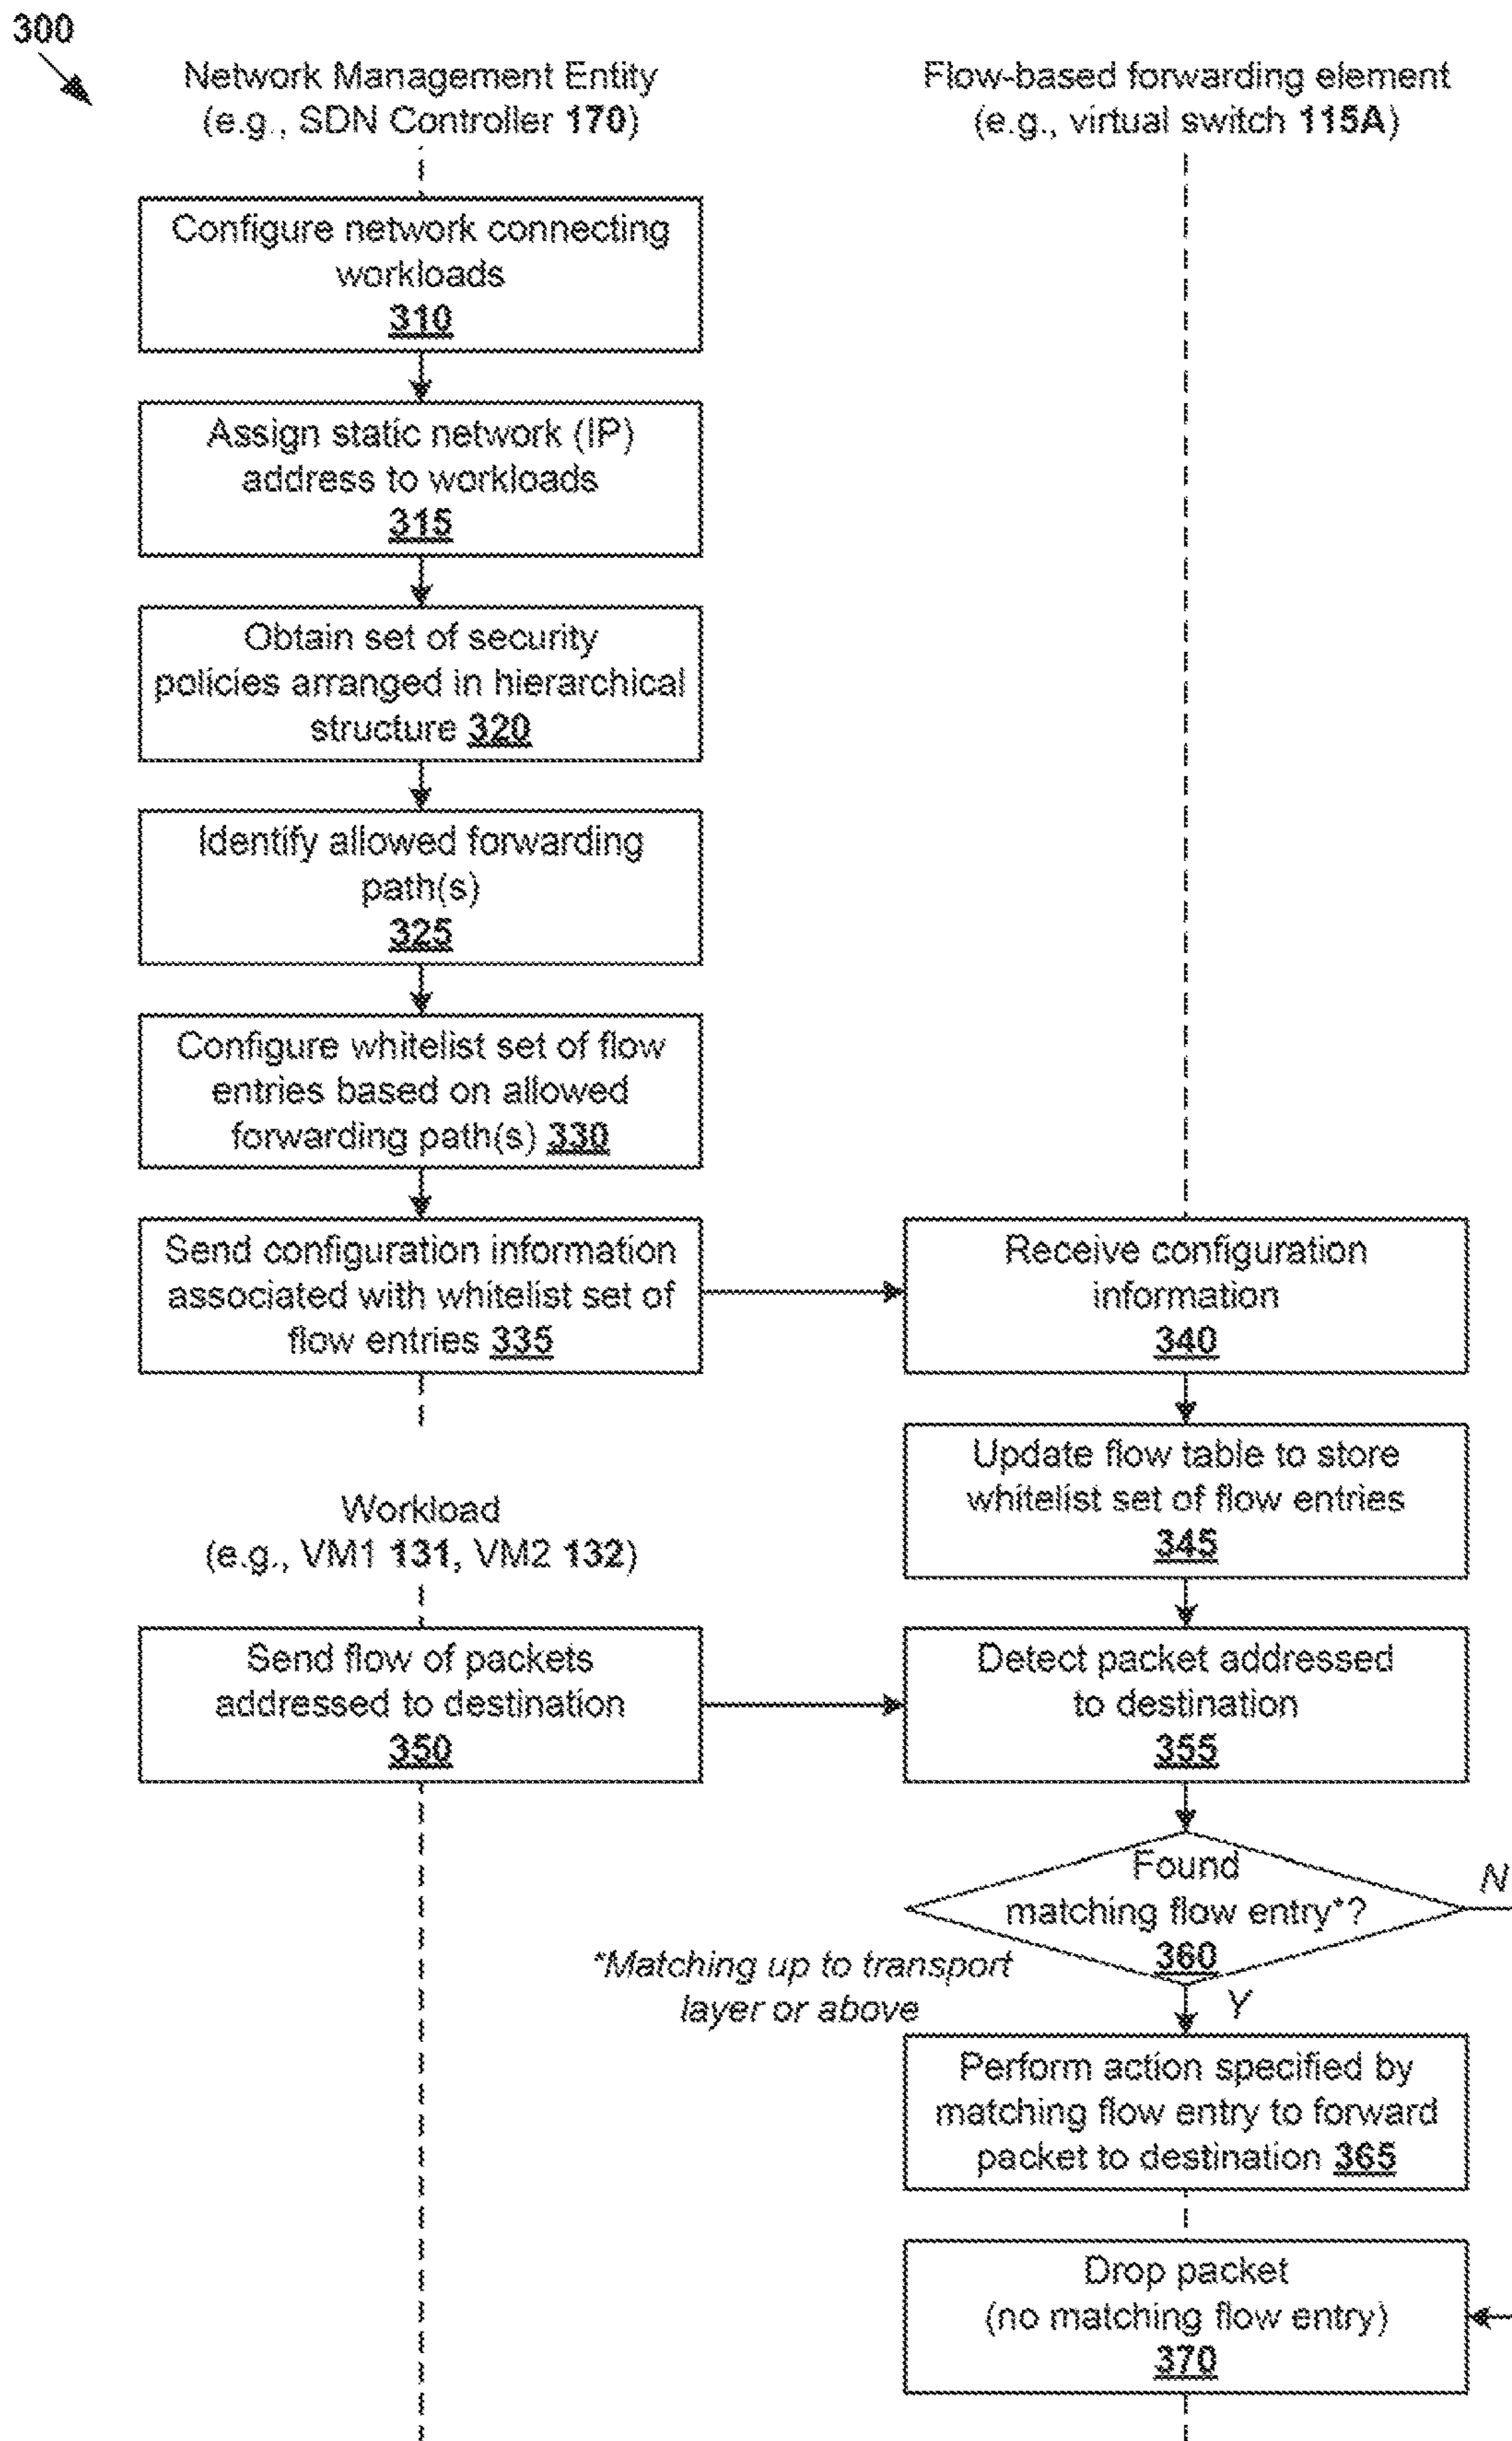 300
Network Management Entity
(e.g., SDN Controller 170)
Flow-based forwarding element
(e.g., virtual switch 115A)
Configure network connecting
workloads
310
Assign static network (IP)
address to workloads
315
Obtain set of security
policies arranged in hierarchical
structure 320
Identify allowed forwarding
path(s)
325
Configure whitelist set of flow
entries based on allowed
forwarding path(s) 330
Send configuration information
associated with whitelist set of
flow entries 335
Receive configuration
information
340
Update flow table to store
whitelist set of flow entries
345
Workload
(e.g., VM1 131, VM2 132)
Send flow of packets
addressed to destination
350
Detect packet addressed
to destination
355
Found
matching flow entry*?
360
N
*Matching up to transport
layer or above
Y
Perform action specified by
matching flow entry to forward
packet to destination 365
Drop packet
(no matching flow entry)
370